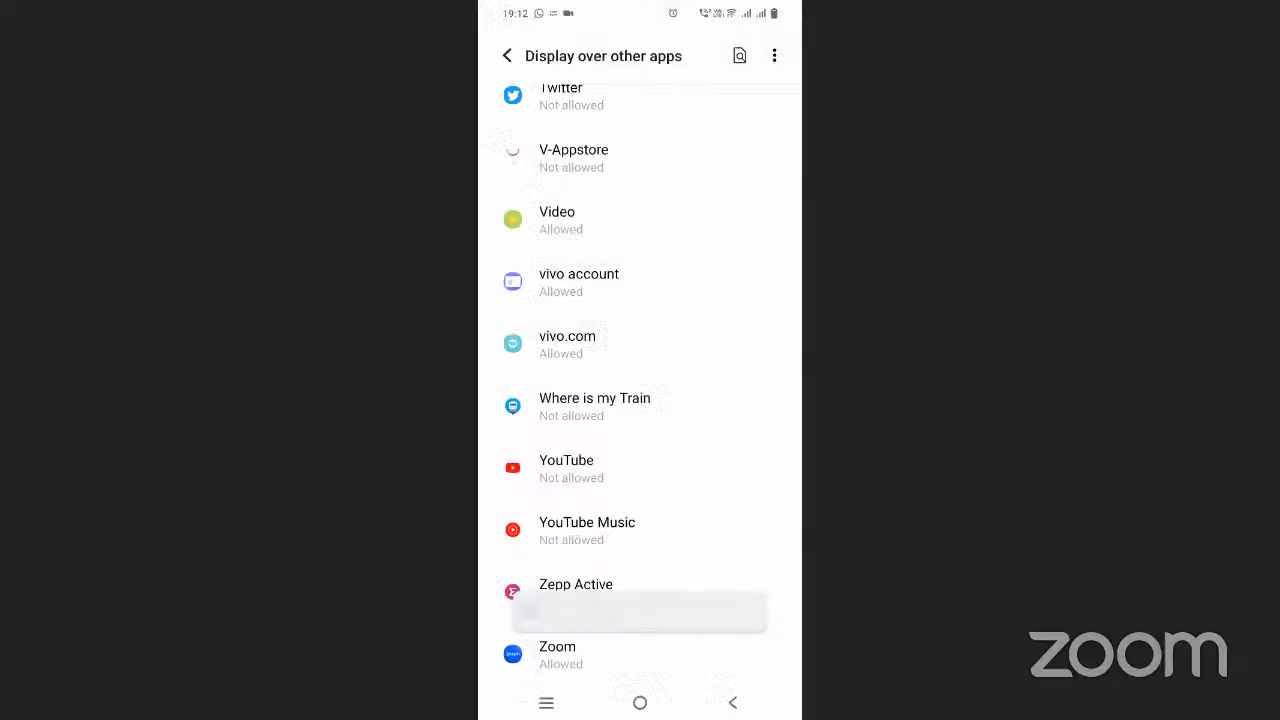 19:12
Display over other apps
Twitter
Not allowed
V-Appstore
Not allowed
Video
Allowed
vivo account
Allowed
vivo.com
Allowed
Where is my Train
Not allowed
YouTube
Not allowed
YouTube Music
Not allowed
Zepp Active
Zoom
Allowed
zoom